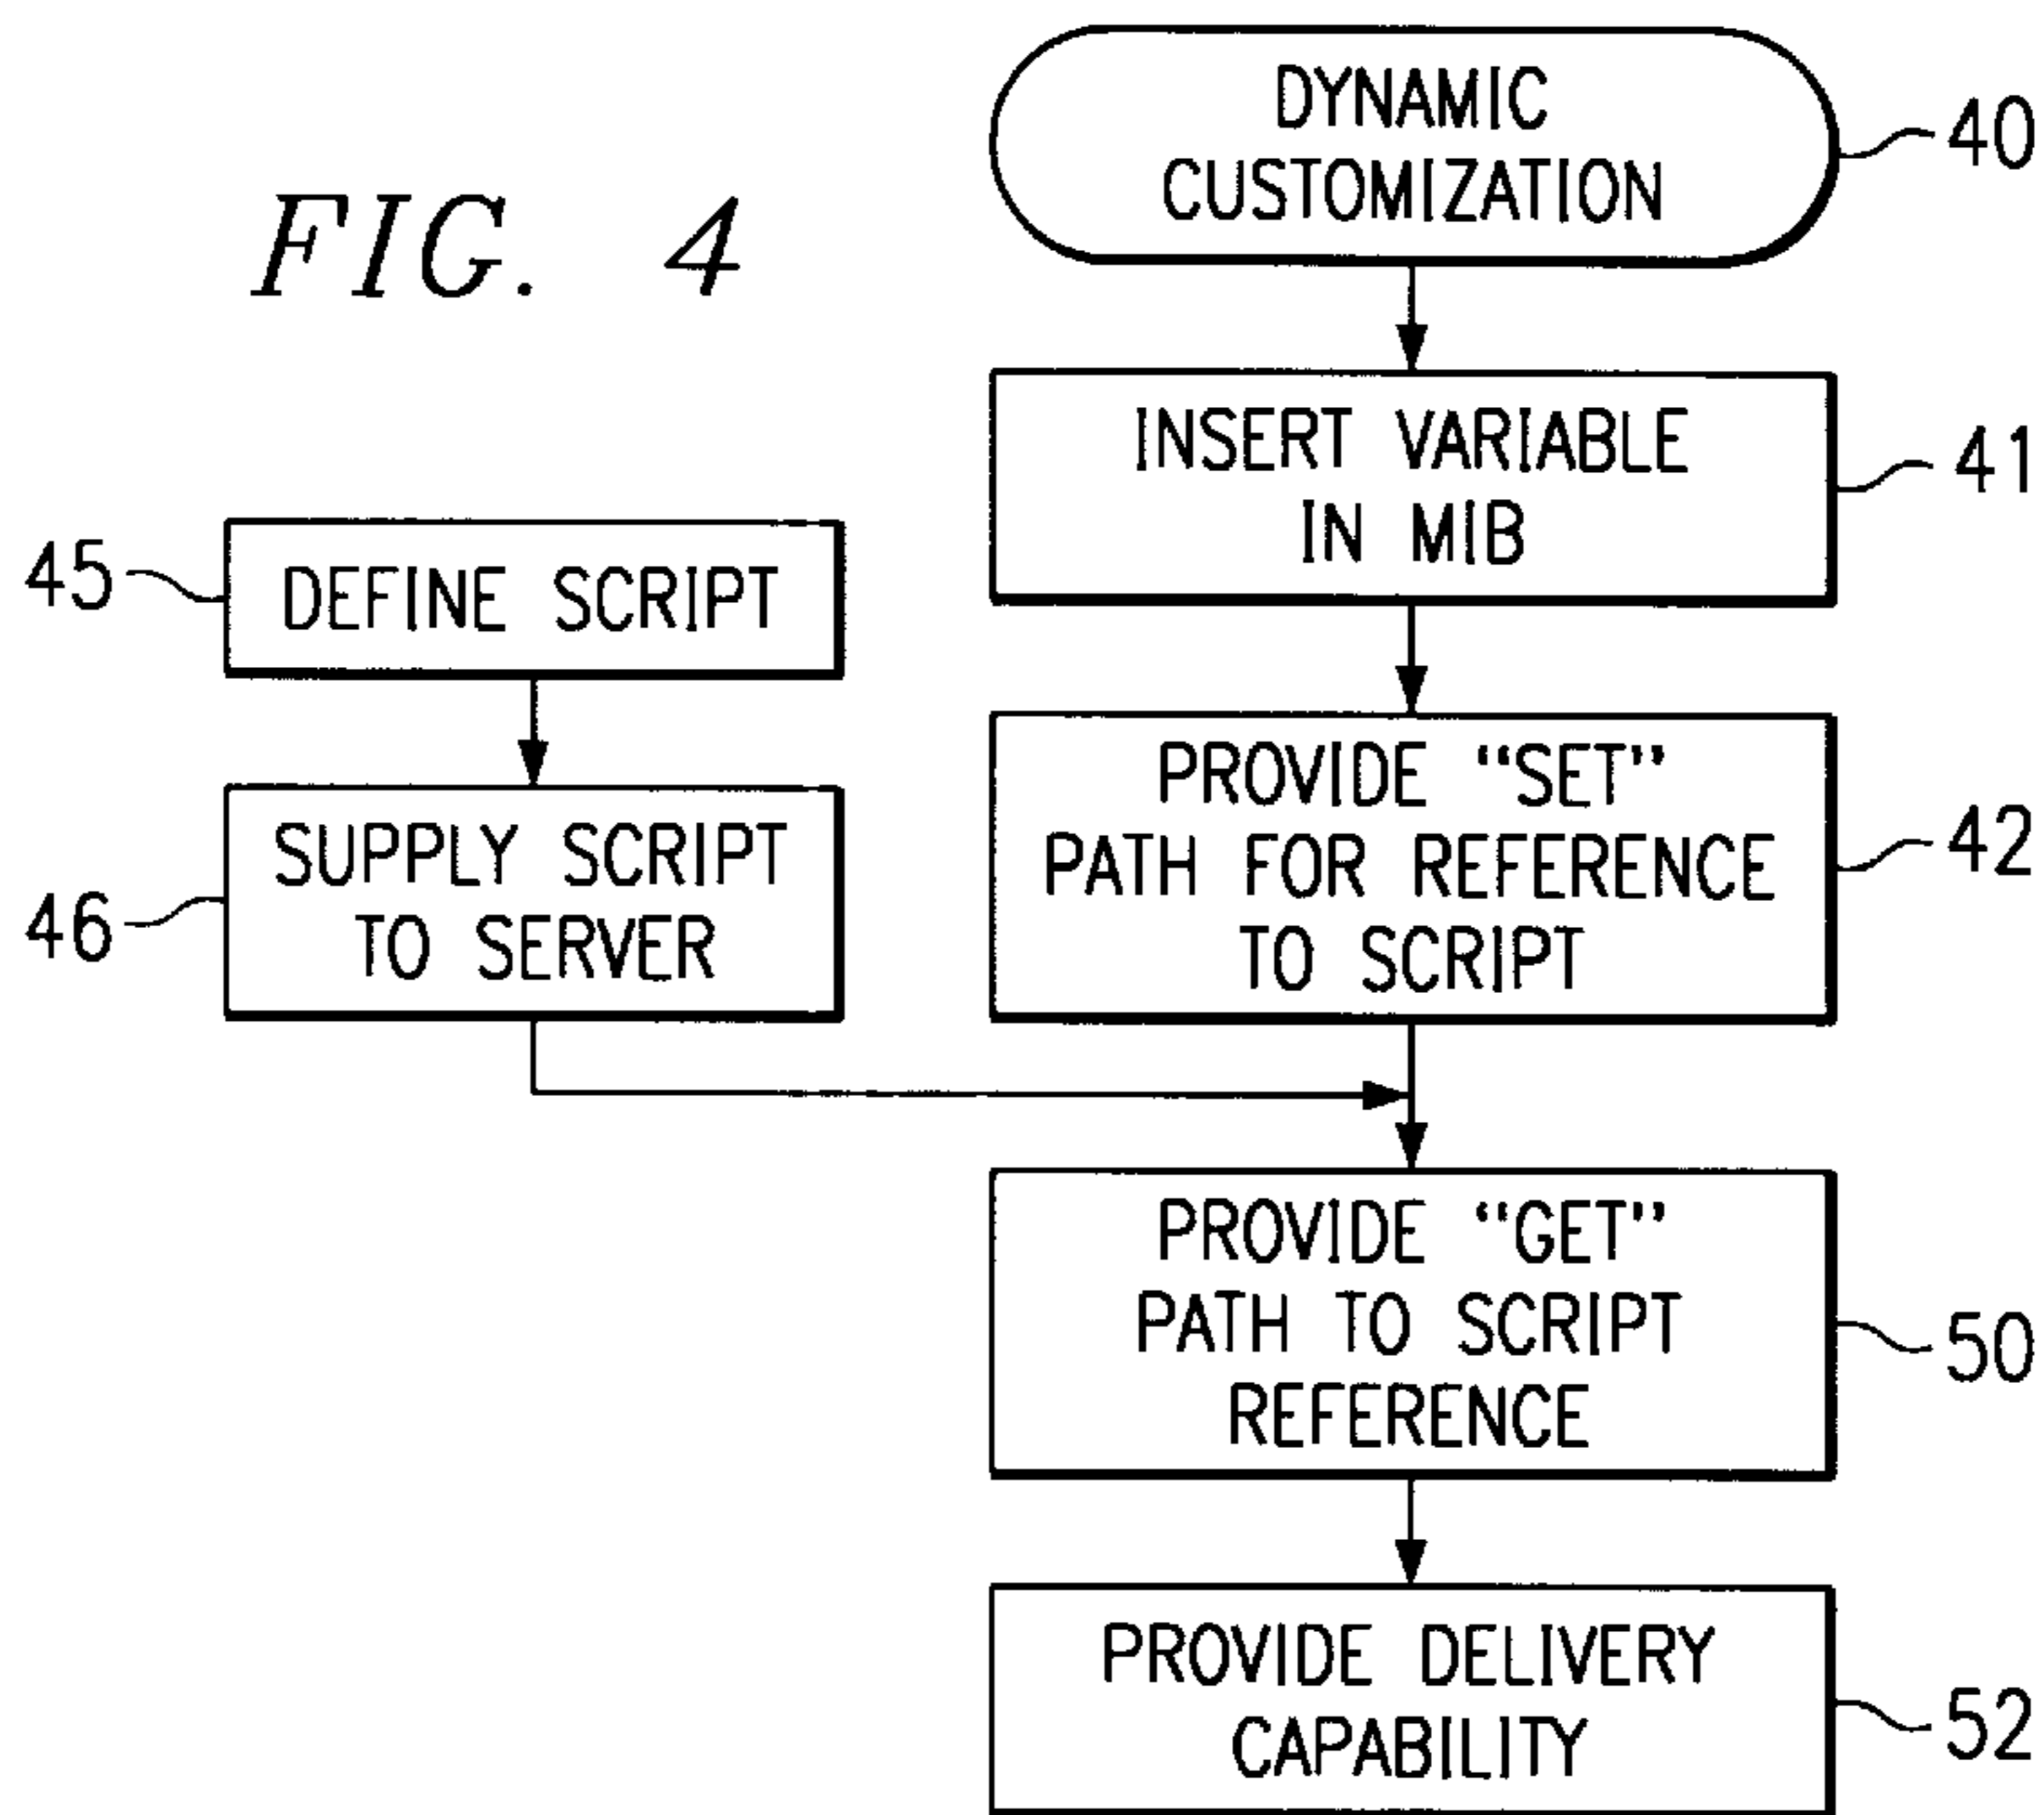 FIG. 4
DYNAMIC
CUSTOMIZATION
40
INSERT VARIABLE
IN MIB
41
45
DEFINE SCRIPT
PROVIDE “SET”
PATH FOR REFERENCE
TO SCRIPT
42
46
SUPPLY SCRIPT
TO SERVER
PROVIDE “GET”
PATH TO SCRIPT
REFERENCE
50
PROVIDE DELIVERY
CAPABILITY
52